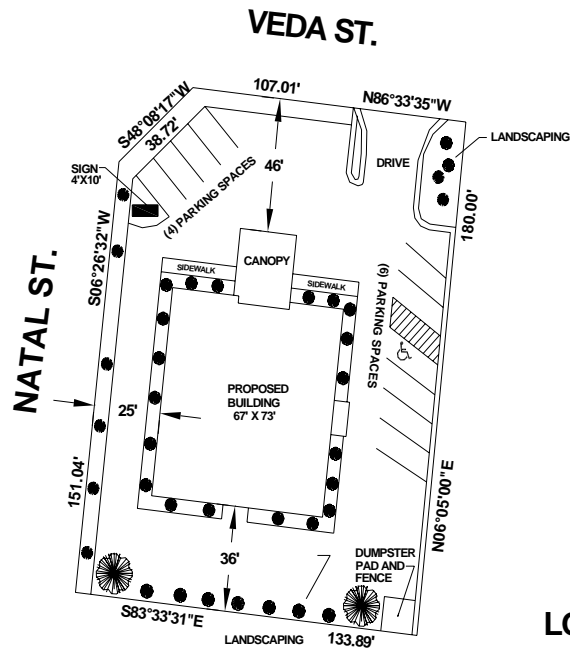 VEDA ST.
107.01'
N86°33'35"W
S48°08'17"W
38.72'
LANDSCAPING
DRIVE
SIGN
4'X10'
46'
(4) PARKING SPACES
180.00'
S06°26'32"W
CANOPY
SIDEWALK
SIDEWALK
(6) PARKING SPACES
NATAL ST.
PROPOSED
BUILDING
67' X 73'
25'
151.04'
N06°05'00"E
36'
DUMPSTER
PAD AND
FENCE
S83°33'31"E
LANDSCAPING
133.89'